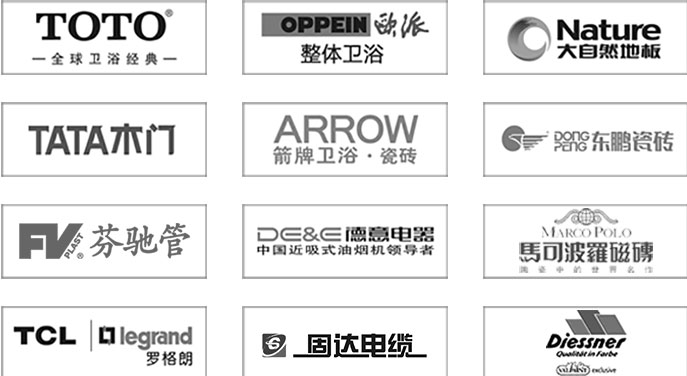 TOTO®
—全球卫浴经典—
OPPEIN 欧派
整体卫浴
Nature
大自然地板
TATA木门
ARROW
箭牌卫浴·瓷砖
DONG PENG 东鹏瓷砖
FV PLAST® 芬驰管
DE&E 德意电器
中国近吸式油烟机领导者
MARCO POLO
馬可波羅磁磚
TCL | legrand
罗格朗
固达电缆
Diessner
Qualität in Farbe
exclusive